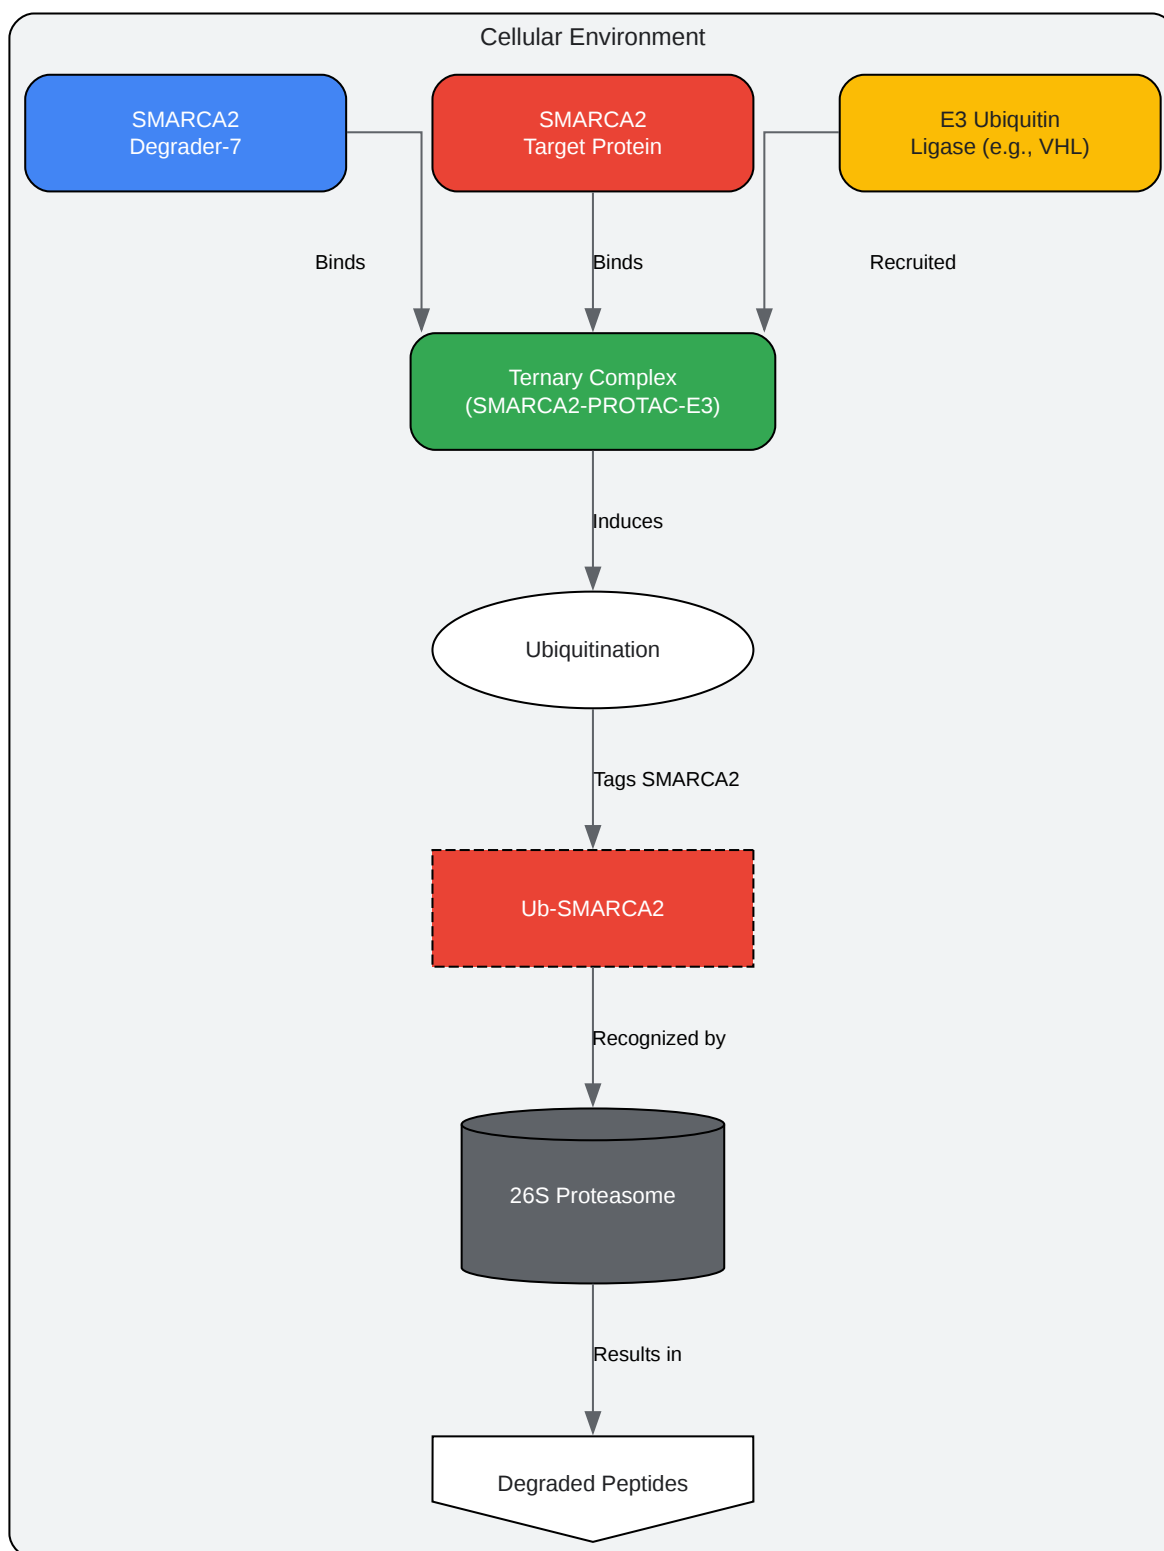 Cellular Environment
SMARCA2
Degrader-7
SMARCA2
Target Protein
E3 Ubiquitin
Ligase (e.g., VHL)
Binds
Binds
Recruited
Ternary Complex
(SMARCA2-PROTAC-E3)
Induces
Ubiquitination
Tags SMARCA2
Ub-SMARCA2
Recognized by
26S Proteasome
Results in
Degraded Peptides